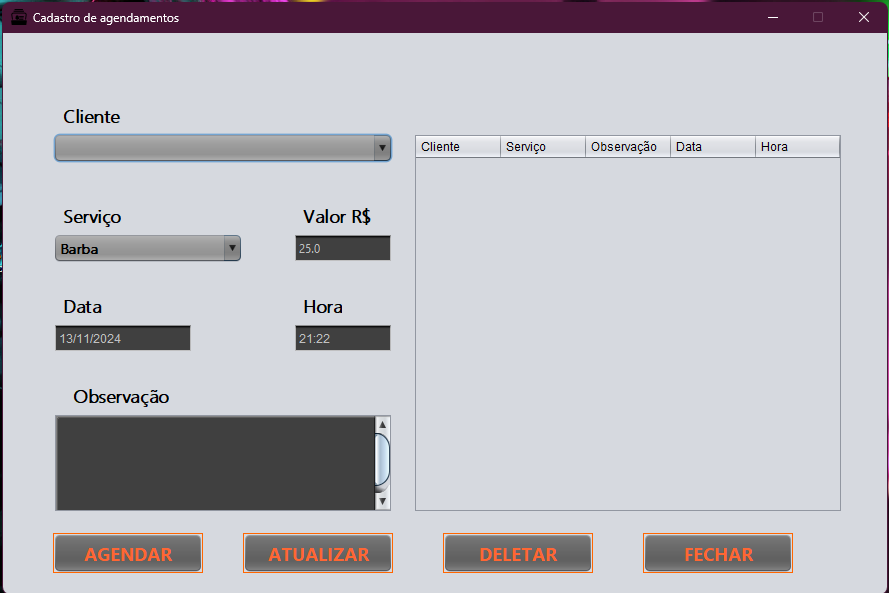 Cadastro de agendamentos
Cliente
Cliente Serviço Observação Data Hora
Serviço Valor R$
Barba 25.0
Data Hora
13/11/2024 21:22
Observação
AGENDAR ATUALIZAR DELETAR FECHAR